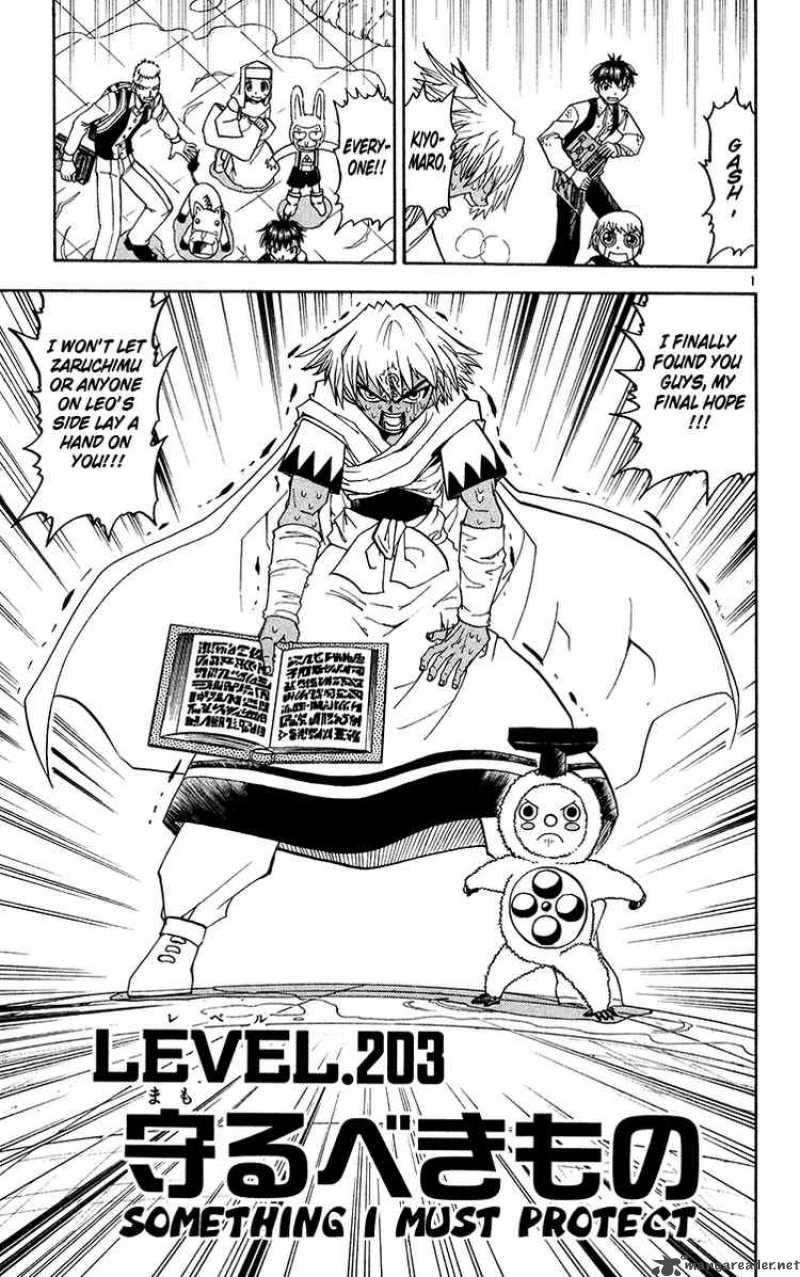 GASH,
KIYO-
MARO,
EVERY-
ONE!!
1
I FINALLY
FOUND YOU
GUYS, MY
FINAL HOPE
!!!
I WON'T LET
ZARUCHIMU
OR ANYONE
ON LEO'S
SIDE LAY A
HAND ON
YOU!!!
レベル
LEVEL.203
まも
守るべきもの
SOMETHING I MUST PROTECT
mangareader.net